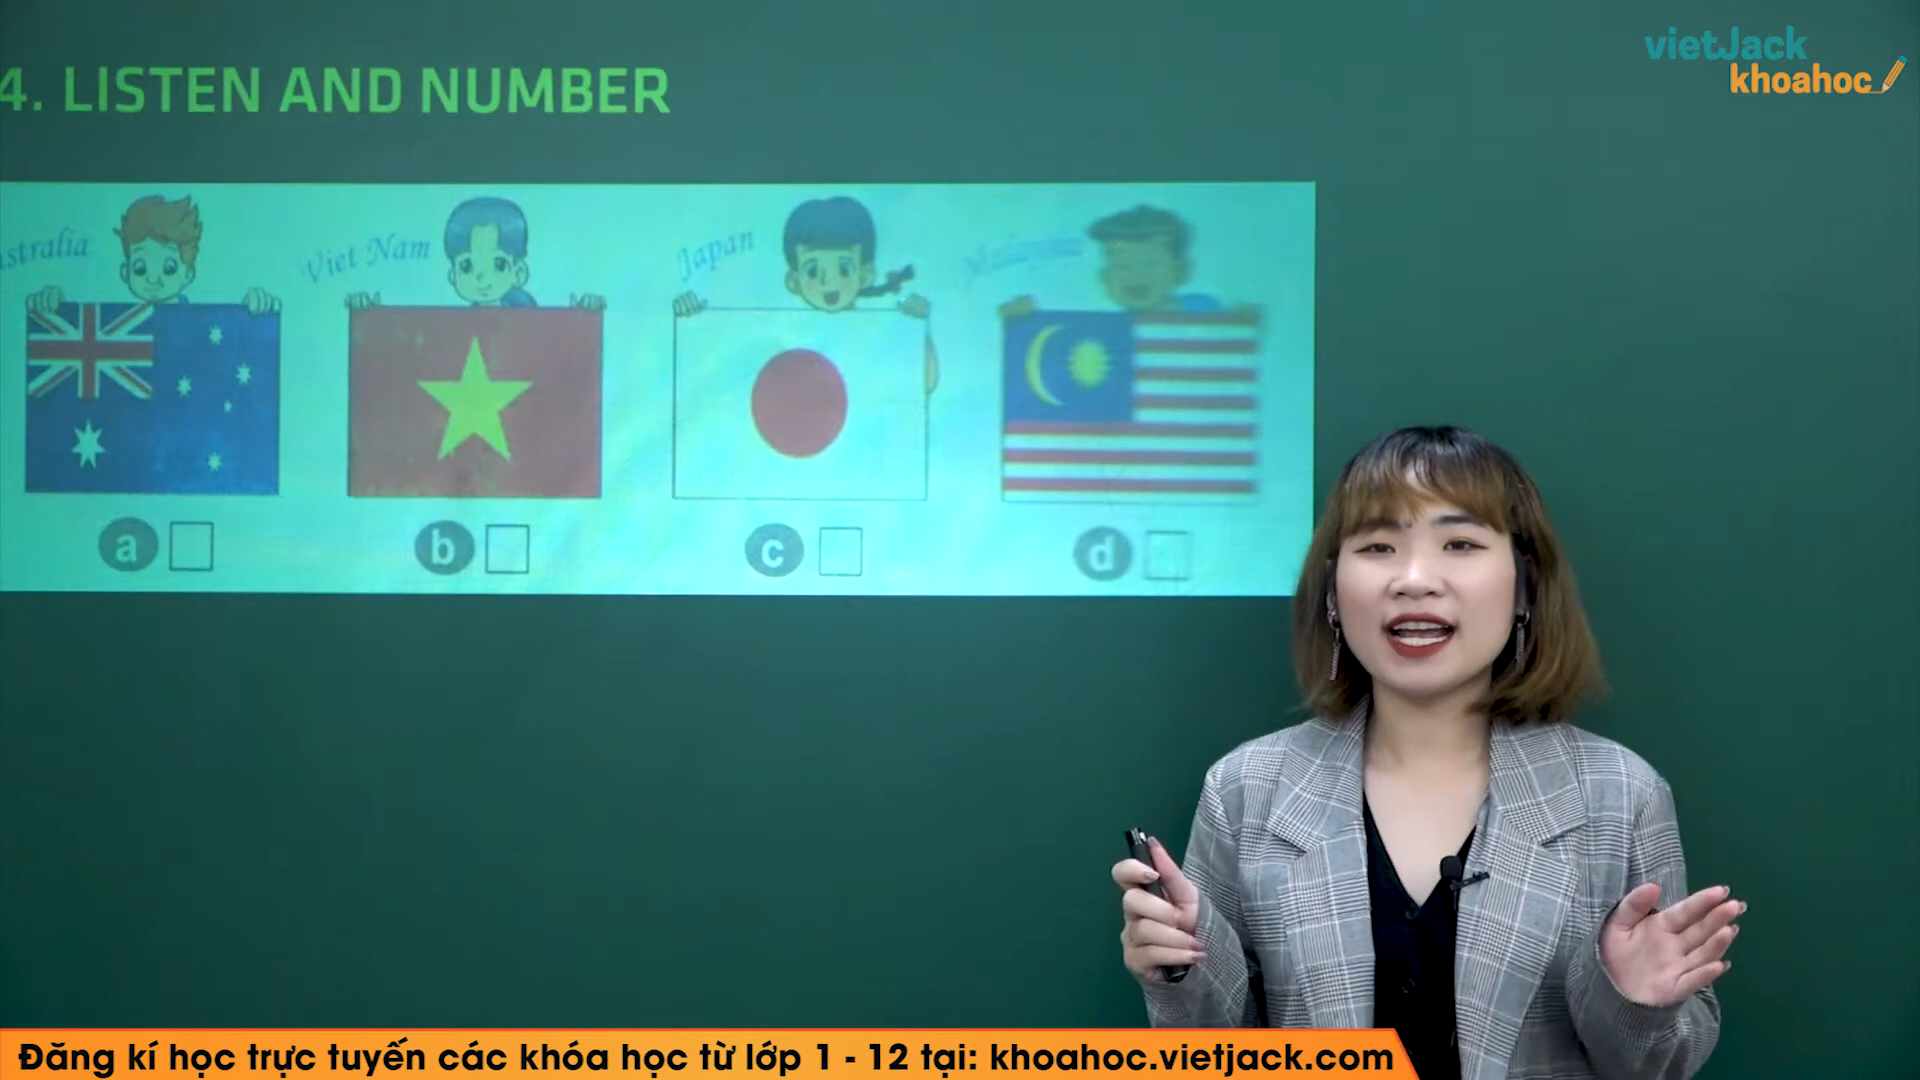 vietJack
khoahoc
4. LISTEN AND NUMBER
stralia
Viet Nam
Japan
a
b
c
d
Đăng kí học trực tuyến các khóa học từ lớp 1 - 12 tại: khoahoc.vietjack.com